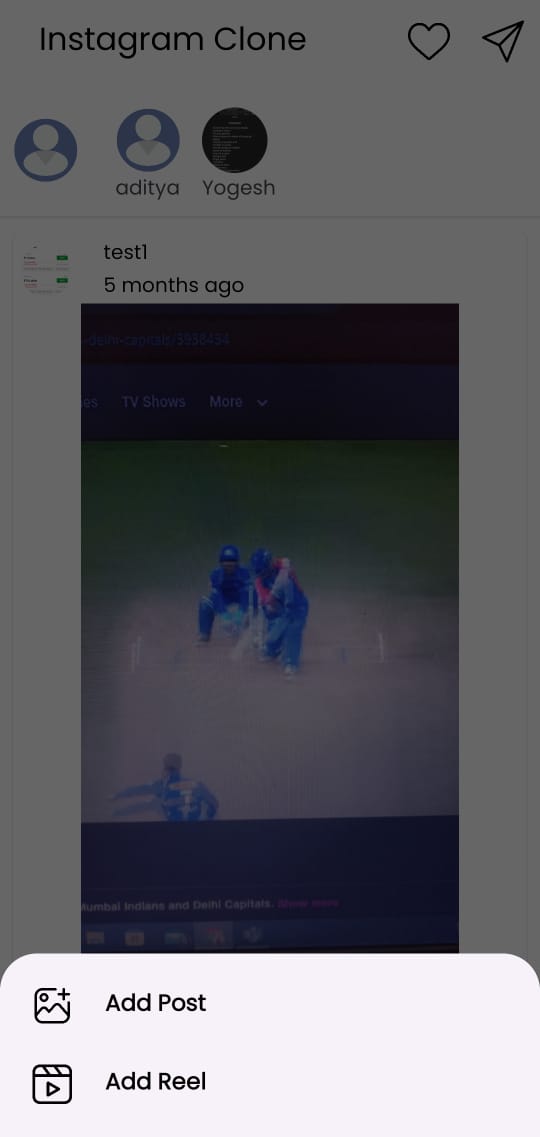 Instagram Clone
aditya
Yogesh
test1
5 months ago
-delhi-capitals/3938434
es TV Shows More
Mumbai Indians and Delhi Capitals. Show more
Add Post
Add Reel